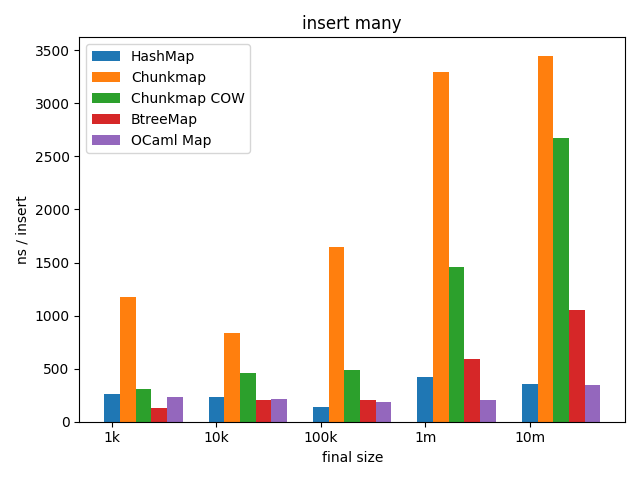 insert many
HashMap
Chunkmap
Chunkmap COW
BtreeMap
OCaml Map
ns / insert
3500
3000
2500
2000
1500
1000
500
0
1k 10k 100k 1m 10m
final size